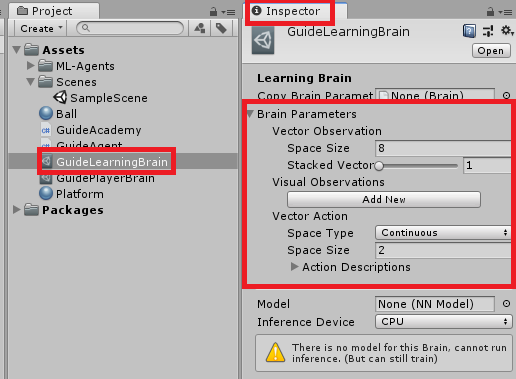 Project
Create
Assets
ML-Agents
Scenes
SampleScene
Ball
GuideAcademy
GuideAgent
GuideLearningBrain
GuidePlayerBrain
Platform
Packages
Inspector
GuideLearningBrain
Open
Learning Brain
Copy Brain Paramet None (Brain)
Brain Parameters
Vector Observation
Space Size 8
Stacked Vector 1
Visual Observations
Add New
Vector Action
Space Type Continuous
Space Size 2
Action Descriptions
Model None (NN Model)
Inference Device CPU
There is no model for this Brain, cannot run
inference. (But can still train)